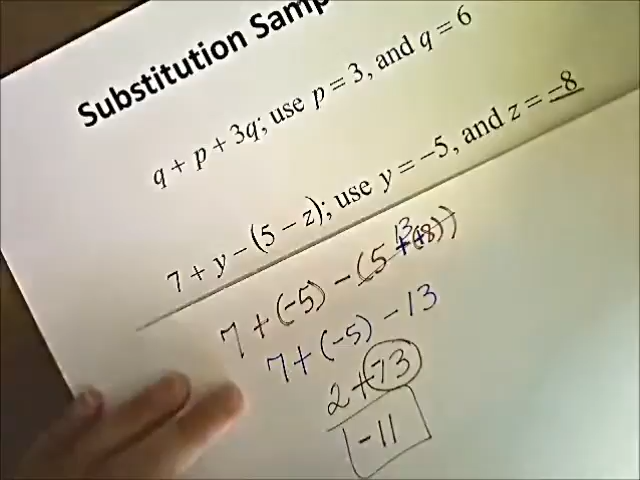 Substitution Samp
q + p + 3q; use p = 3, and q = 6
7 + y − (5 − z); use y = −5, and z = −8
7 + (-5) - (5 + (+8))
13
7 + (-5) - 13
2 + -13
-11